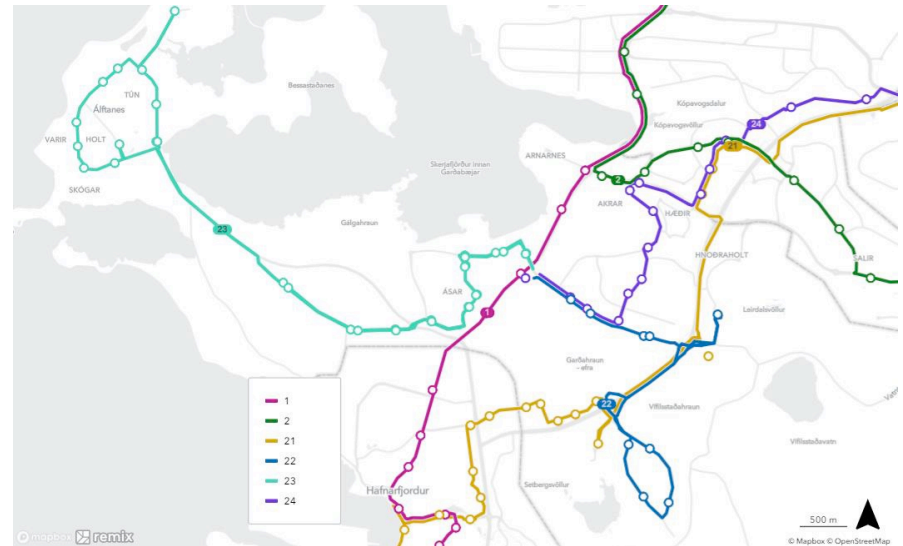 TÚN
Álftanes
VARIR
HOLT
SKÓGAR
Bessastaðanes
Skerjafjörður innan
Garðabæjar
ARNARNES
Kópavogsdalur
Kópavogsvöllur
24
21
2
AKRAR
HÆÐIR
HNOÐRAHOLT
SALIR
23
Gálgahraun
ÁSAR
1
Leirdalsvöllur
Garðahraun
- efra
22
Vífilsstaðahraun
Vífilsstaðavatn
Setbergsvöllur
Hafnarfjordur
1
2
21
22
23
24
500 m
mapbox remix
© Mapbox © OpenStreetMap